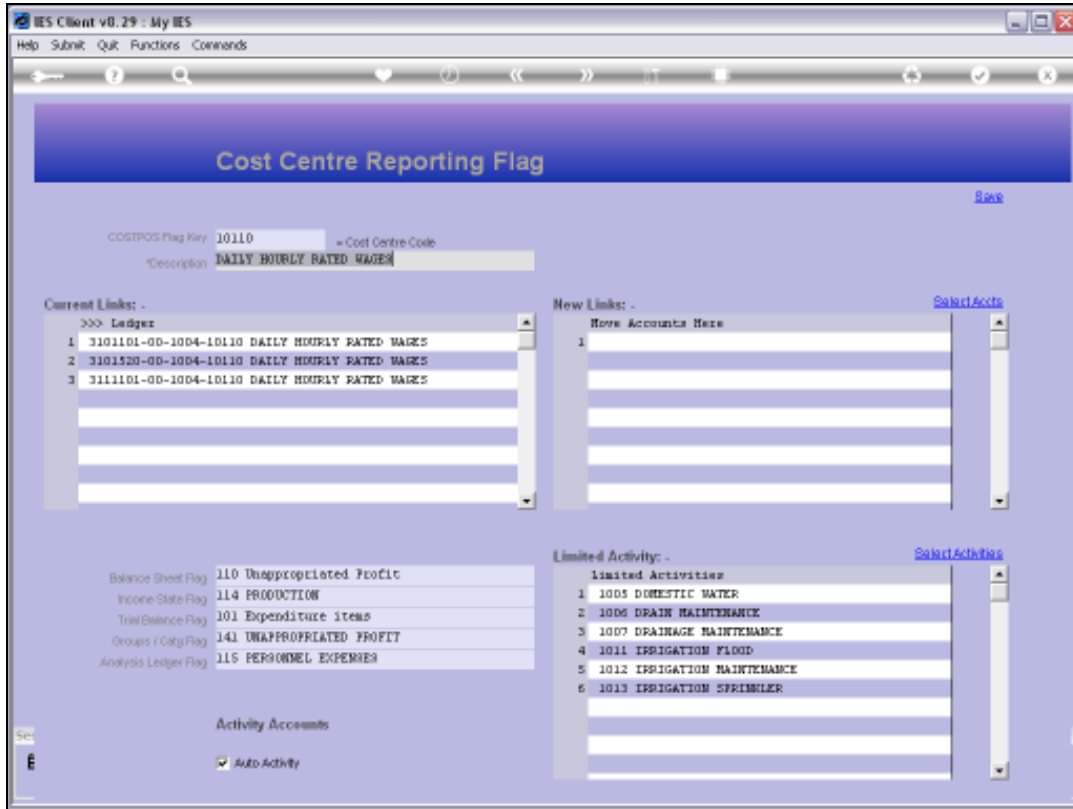 IES Client v8.29 : My IES
Help Submit Quit Functions Commands
Cost Centre Reporting Flag
Save
COSTPOS Flag Key 10110 = Cost Centre Code
*Description DAILY HOURLY RATED WAGES
Current Links: -
>>> Ledger
1 3101101-00-1004-10110 DAILY HOURLY RATED WAGES
2 3101520-00-1004-10110 DAILY HOURLY RATED WAGES
3 3111101-00-1004-10110 DAILY HOURLY RATED WAGES
New Links: -
Select Accts
Move Accounts Here
1
Balance Sheet Flag 110 Unappropriated Profit
Income State Flag 114 PRODUCTION
Trial Balance Flag 101 Expenditure items
Groups / Catg Flag 141 UNAPPROPRIATED PROFIT
Analysis Ledger Flag 115 PERSONNEL EXPENSES
Limited Activity: -
Select Activities
Limited Activities
1 1005 DOMESTIC WATER
2 1006 DRAIN MAINTENANCE
3 1007 DRAINAGE MAINTENANCE
4 1011 IRRIGATION FLOOD
5 1012 IRRIGATION MAINTENANCE
6 1013 IRRIGATION SPRINKLER
Activity Accounts
Auto Activity